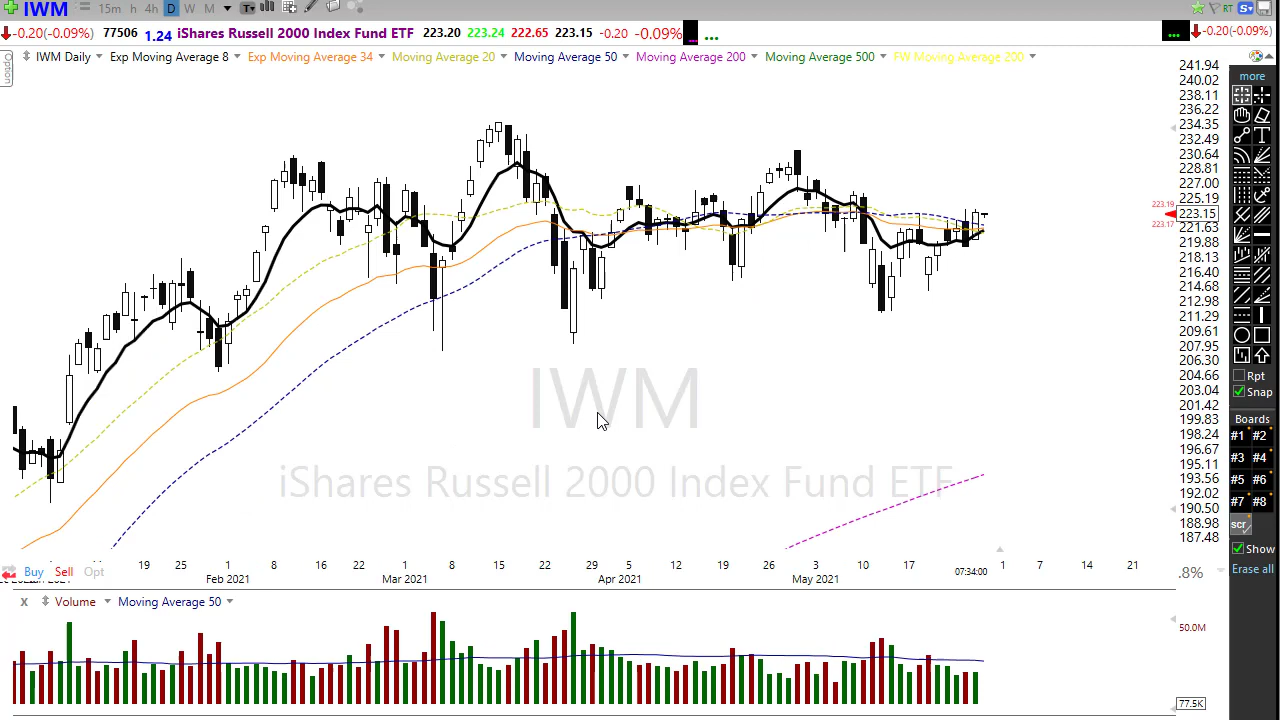 IWM 15m h 4h D W M T RT S
-0.20(-0.09%) 77506 1.24 iShares Russell 2000 Index Fund ETF 223.20 223.24 222.65 223.15 -0.20 -0.09% ... ... ... -0.20(-0.09%)
Option
IWM Daily Exp Moving Average 8 Exp Moving Average 34 Moving Average 20 Moving Average 50 Moving Average 200 Moving Average 500 FW Moving Average 200
241.94
240.02
238.11
236.22
234.35
232.49
230.64
228.81
227.00
225.19
223.19
223.15
223.17
221.63
219.88
218.13
216.40
214.68
212.98
211.29
209.61
207.95
206.30
204.66
203.04
201.42
199.83
198.24
196.67
195.11
193.56
192.02
190.50
188.98
187.48
IWM
iShares Russell 2000 Index Fund ETF
19 25 1 8 16 22 1 8 15 22 29 5 12 19 26 3 10 17 07:34:00 1 7 14 21
Feb 2021 Mar 2021 Apr 2021 May 2021
Buy Sell Opt
.8%
X Volume Moving Average 50
50.0M
77.5K
more
T
Rpt
Snap
Boards
#1 #2
#3 #4
#5 #6
#7 #8
scr
Show
Erase all